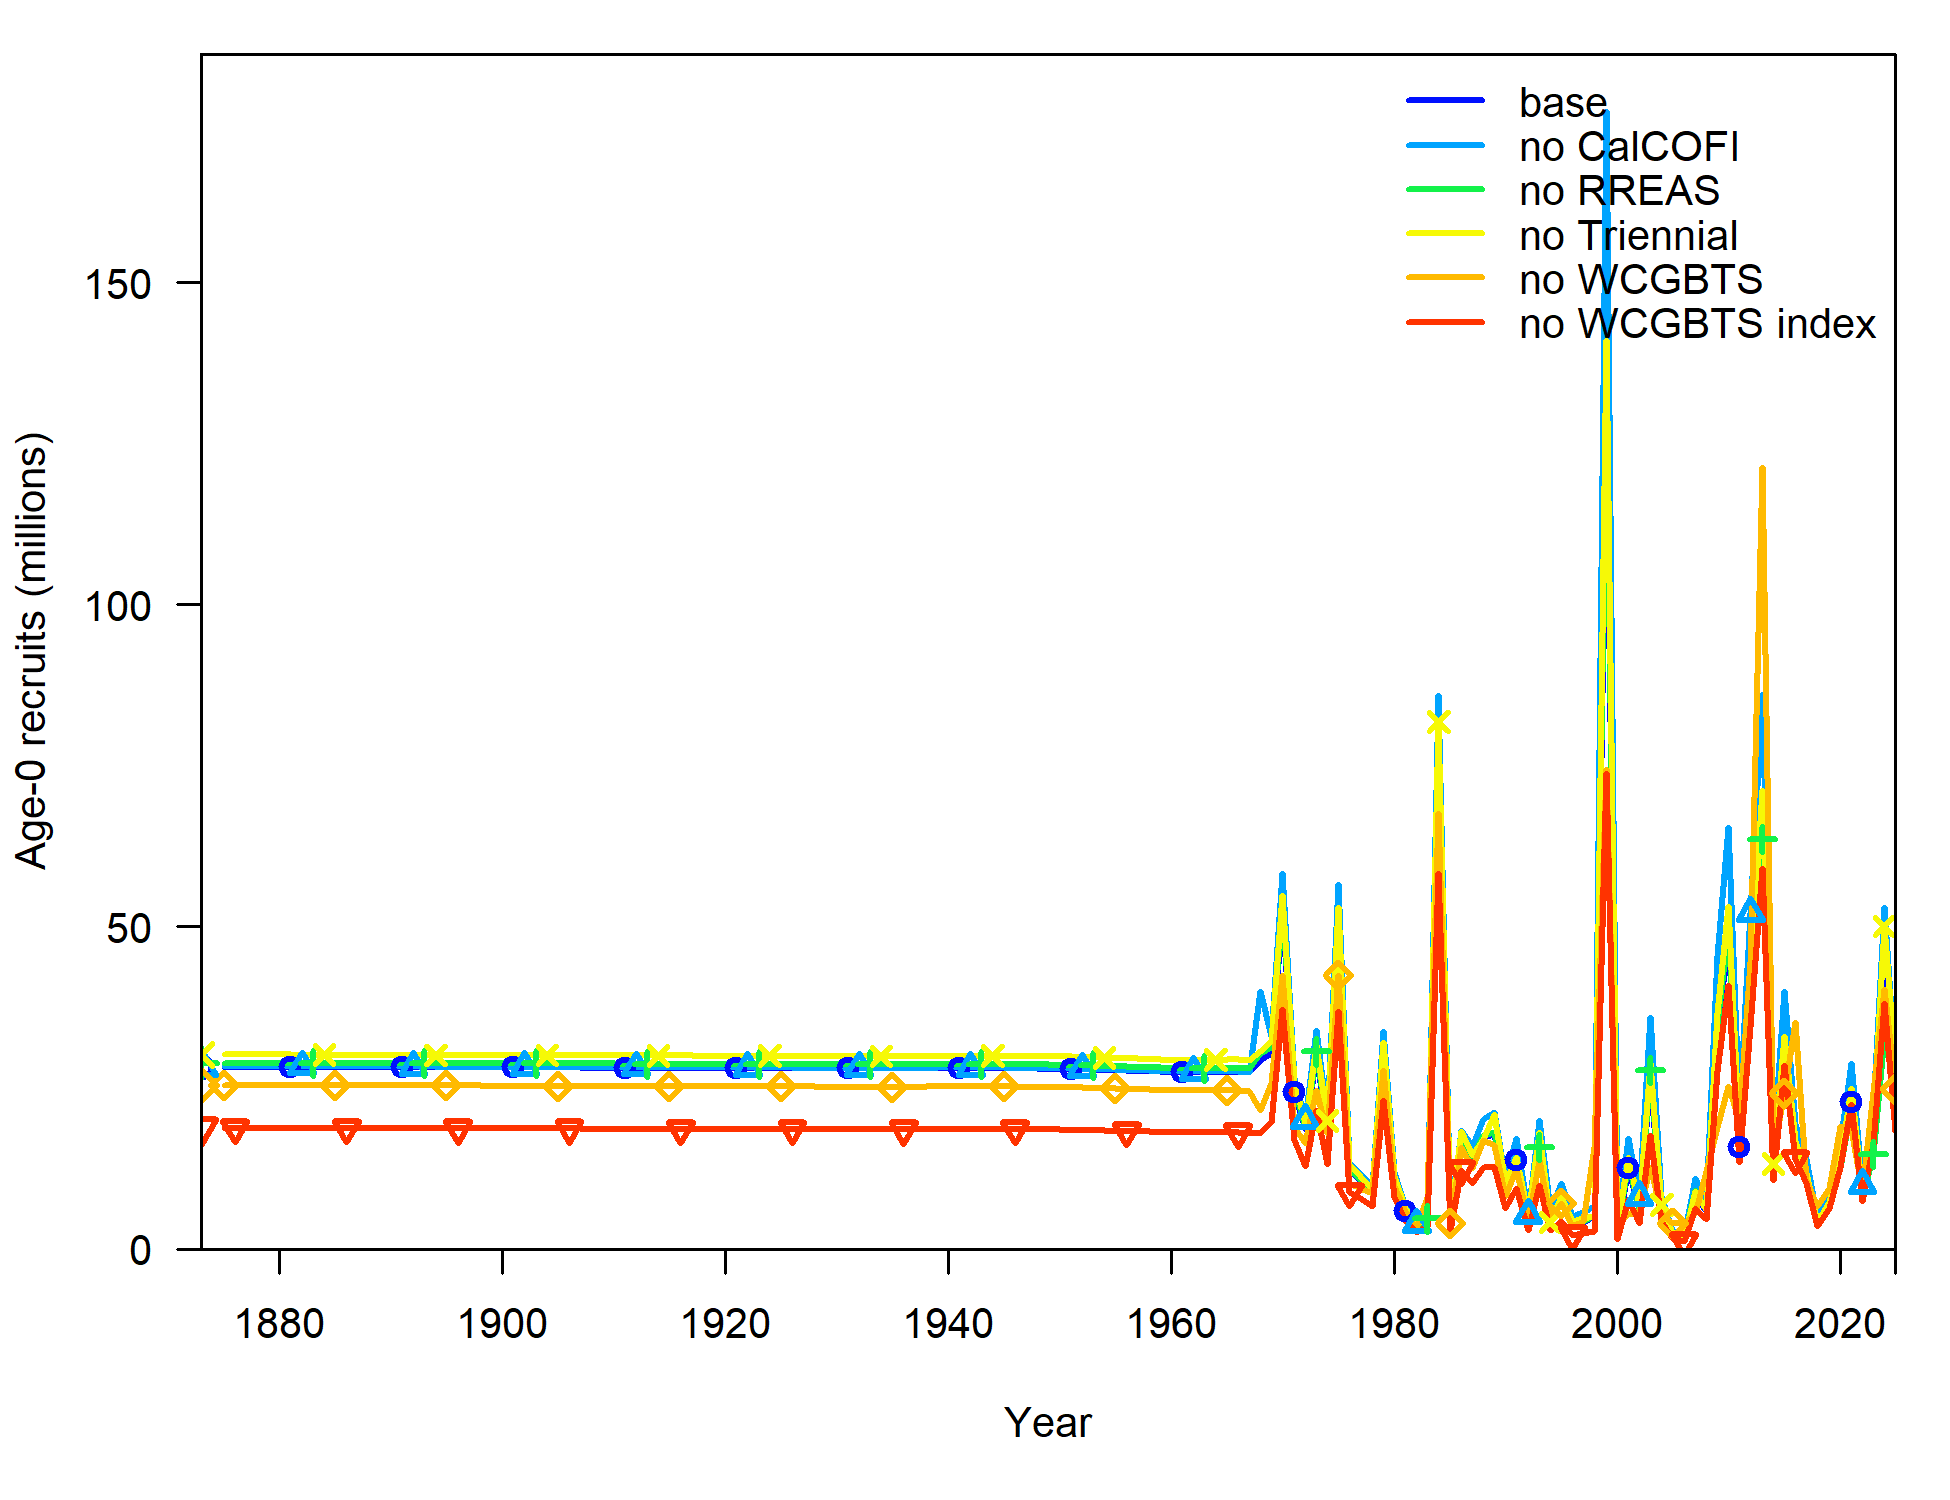 base
no CalCOFI
no RREAS
no Triennial
no WCGBTS
no WCGBTS index
Age-0 recruits (millions)
150
100
50
0
1880 1900 1920 1940 1960 1980 2000 2020
Year